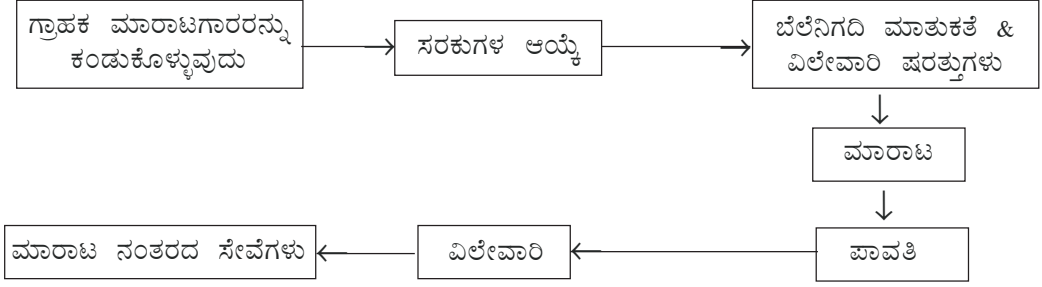 ಗ್ರಾಹಕ ಮಾರಾಟಗಾರರನ್ನು
ಕಂಡುಕೊಳ್ಳುವುದು
ಸರಕುಗಳ ಆಯ್ಕೆ
ಬೆಲೆನಿಗದಿ ಮಾತುಕತೆ &
ವಿಲೇವಾರಿ ಷರತ್ತುಗಳು
ಮಾರಾಟ
ಪಾವತಿ
ವಿಲೇವಾರಿ
ಮಾರಾಟ ನಂತರದ ಸೇವೆಗಳು